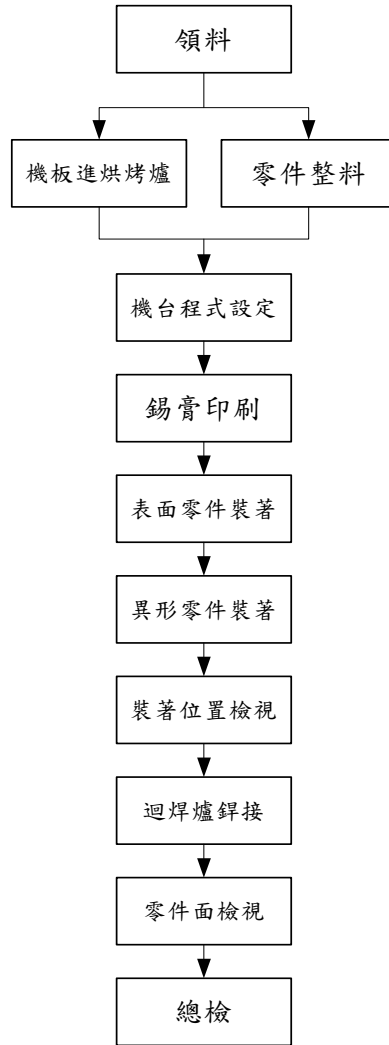 領料
機板進烘烤爐
零件整料
機台程式設定
錫膏印刷
表面零件裝著
異形零件裝著
裝著位置檢視
迴焊爐銲接
零件面檢視
總檢